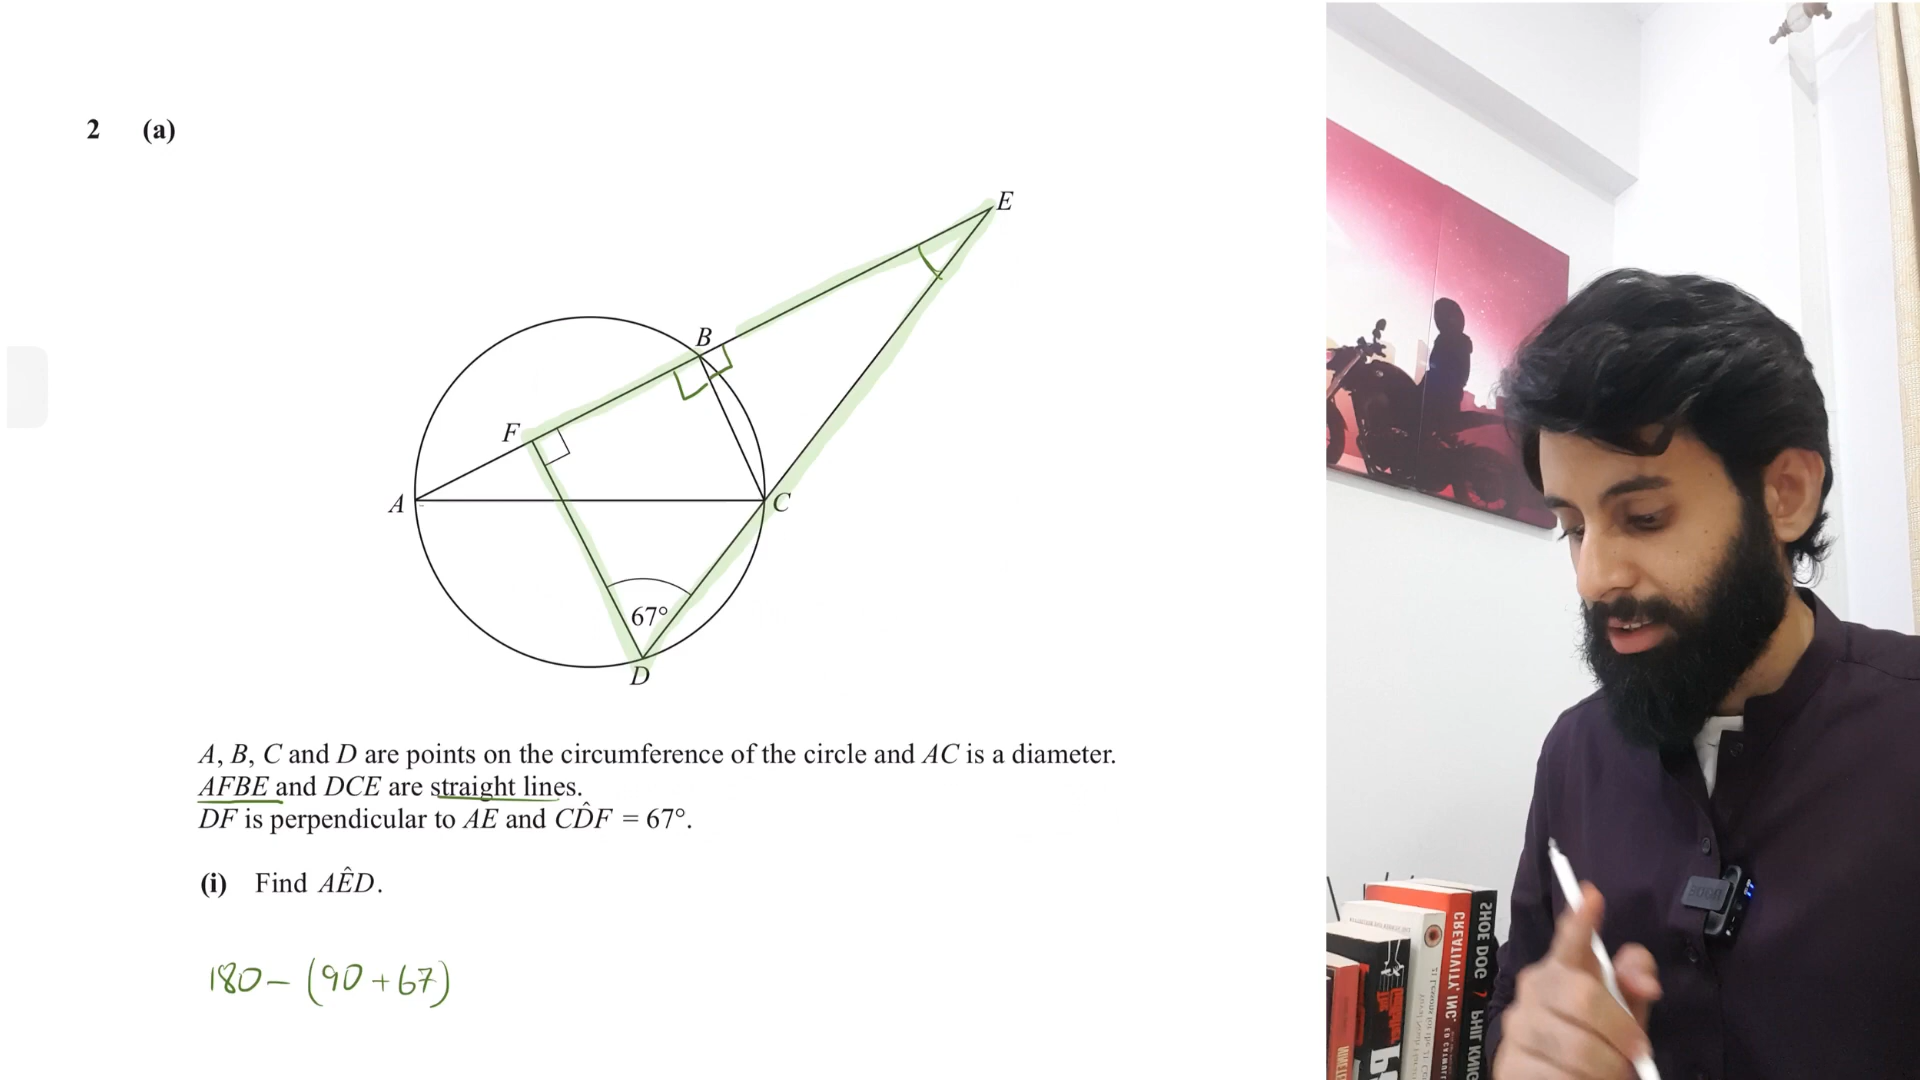 2 (a)
E
B
F
A
C
67°
D
A, B, C and D are points on the circumference of the circle and AC is a diameter.
AFBE and DCE are straight lines.
DF is perpendicular to AE and CD̂F = 67°.
(i) Find AÊD.
180 – (90 + 67)
SHOE DOG
PHIL KNIG
CREATIVITY, INC.